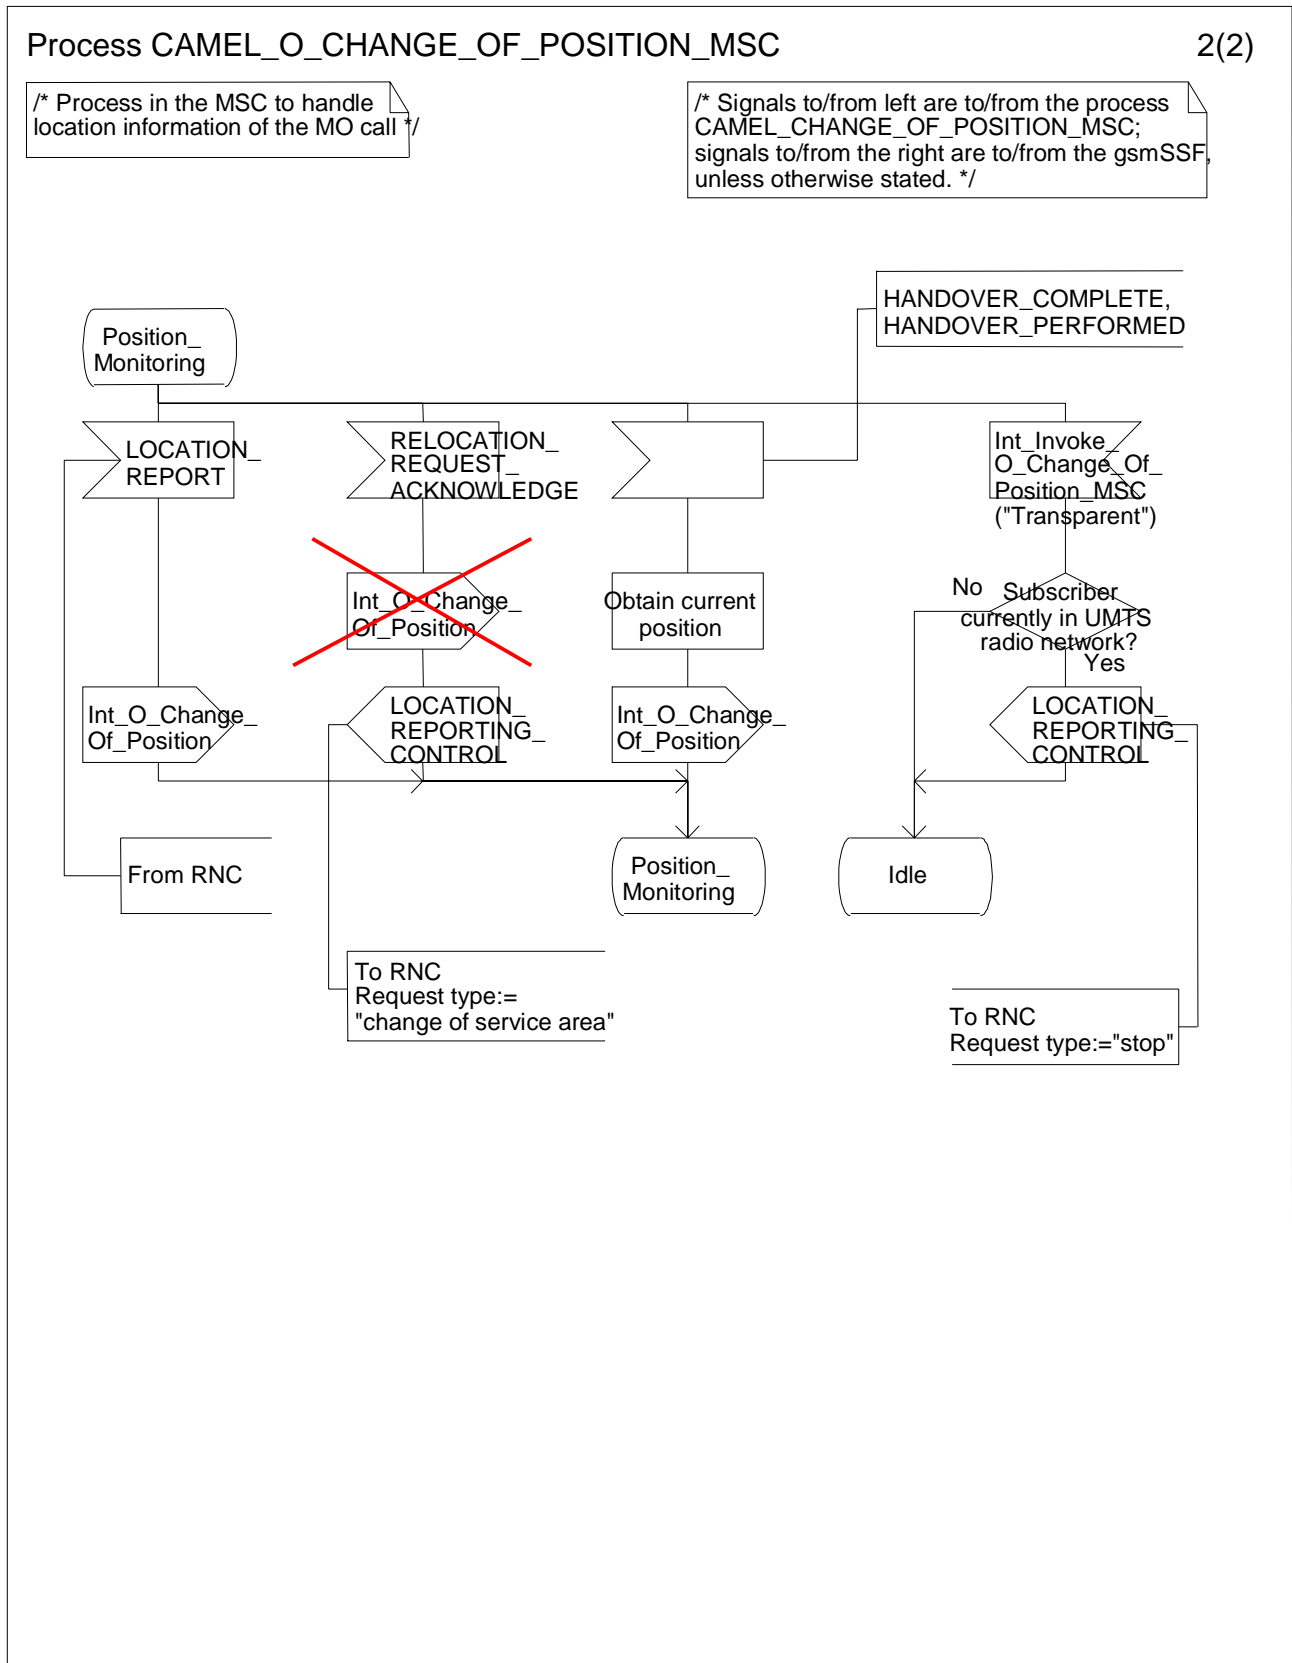 Process CAMEL_O_CHANGE_OF_POSITION_MSC
2(2)
/* Process in the MSC to handle
location information of the MO call */
/* Signals to/from left are to/from the process
CAMEL_CHANGE_OF_POSITION_MSC;
signals to/from the right are to/from the gsmSSF,
unless otherwise stated. */
HANDOVER_COMPLETE,
HANDOVER_PERFORMED
Position_
Monitoring
LOCATION_
REPORT
RELOCATION_
REQUEST_
ACKNOWLEDGE
Int_Invoke_
O_Change_Of_
Position_MSC
("Transparent")
Int_O_Change_
Of_Position
Obtain current
position
No
Subscriber
currently in UMTS
radio network?
Yes
Int_O_Change_
Of_Position
LOCATION_
REPORTING_
CONTROL
Int_O_Change_
Of_Position
LOCATION_
REPORTING_
CONTROL
From RNC
Position_
Monitoring
Idle
To RNC
Request type:=
"change of service area"
To RNC
Request type:="stop"